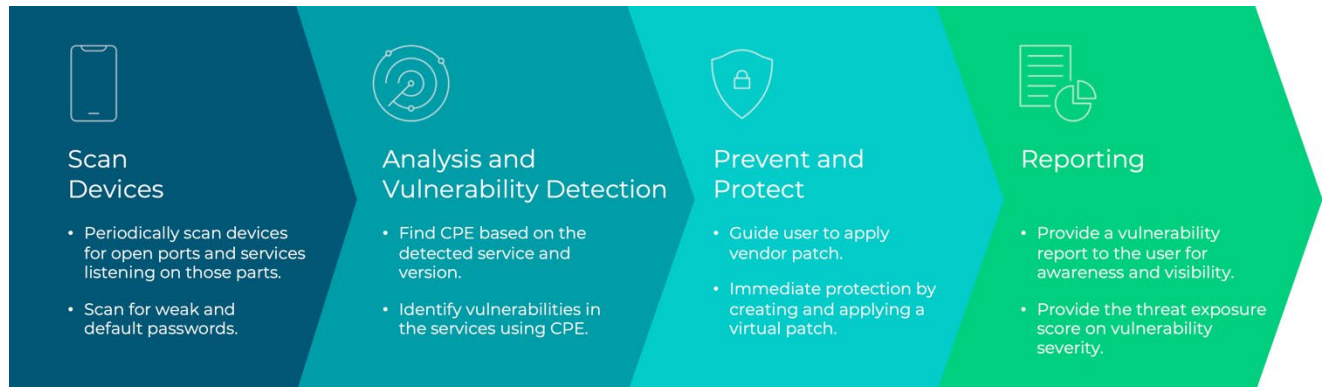 Scan
Devices
• Periodically scan devices
for open ports and services
listening on those parts.
• Scan for weak and
default passwords.
Analysis and
Vulnerability Detection
• Find CPE based on the
detected service and
version.
• Identify vulnerabilities in
the services using CPE.
Prevent and
Protect
• Guide user to apply
vendor patch.
• Immediate protection by
creating and applying a
virtual patch.
Reporting
• Provide a vulnerability
report to the user for
awareness and visibility.
• Provide the threat exposure
score on vulnerability
severity.